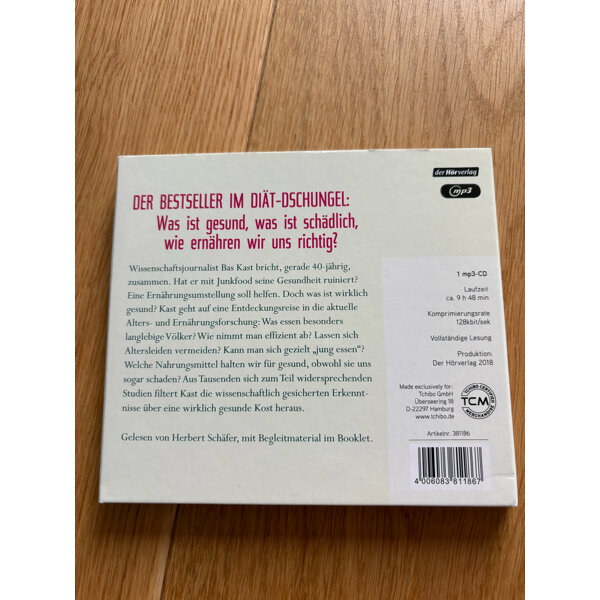 DER BESTSELLER IM DIÄT-DSCHUNGEL:
Was ist gesund, was ist schädlich,
wie ernähren wir uns richtig?
Wissenschaftsjournalist Bas Kast bricht, gerade 40-jährig,
zusammen. Hat er mit Junkfood seine Gesundheit ruiniert?
Eine Ernährungsumstellung soll helfen. Doch was ist wirklich
gesund? Kast geht auf eine Entdeckungsreise in die aktuelle
Alters- und Ernährungsforschung: Was essen besonders
langlebige Völker? Wie nimmt man effizient ab? Lassen sich
Altersleiden vermeiden? Kann man sich gezielt „jung essen“?
Welche Nahrungsmittel halten wir für gesund, obwohl sie uns
sogar schaden? Aus Tausenden sich zum Teil widersprechenden
Studien filtert Kast die wissenschaftlich gesicherten Erkennt-
nisse über eine wirklich gesunde Kost heraus.
Gelesen von Herbert Schäfer, mit Begleitmaterial im Booklet.
der Hörverlag
mp3
1 mp3-CD
Laufzeit
ca. 9 h 48 min
Komprimierungsrate
128kbit/sek
Vollständige Lesung
Produktion:
Der Hörverlag 2018
Made exclusively for:
Tchibo GmbH
Überseering 18
D-22297 Hamburg
www.tchibo.de
TCHIBO CERTIFIED
TCM
MERCHANDISE
Artikelnr. 381186
4 006083 811867